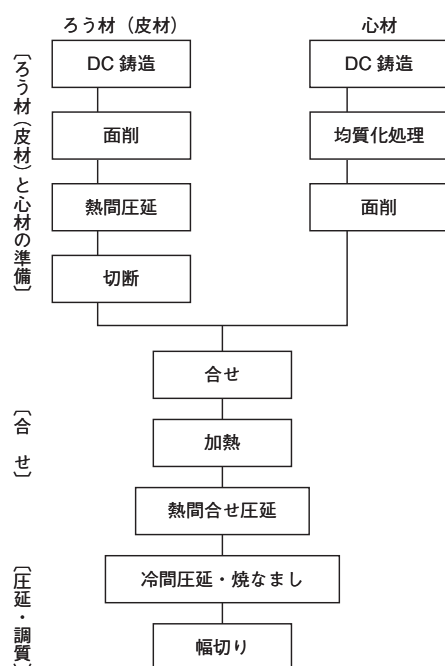 ろう材（皮材）
心材
〔ろう材（皮材）と心材の準備〕
DC 鋳造
面削
熱間圧延
切断
DC 鋳造
均質化処理
面削
〔合せ〕
合せ
加熱
熱間合せ圧延
〔圧延・調質〕
冷間圧延・焼なまし
幅切り